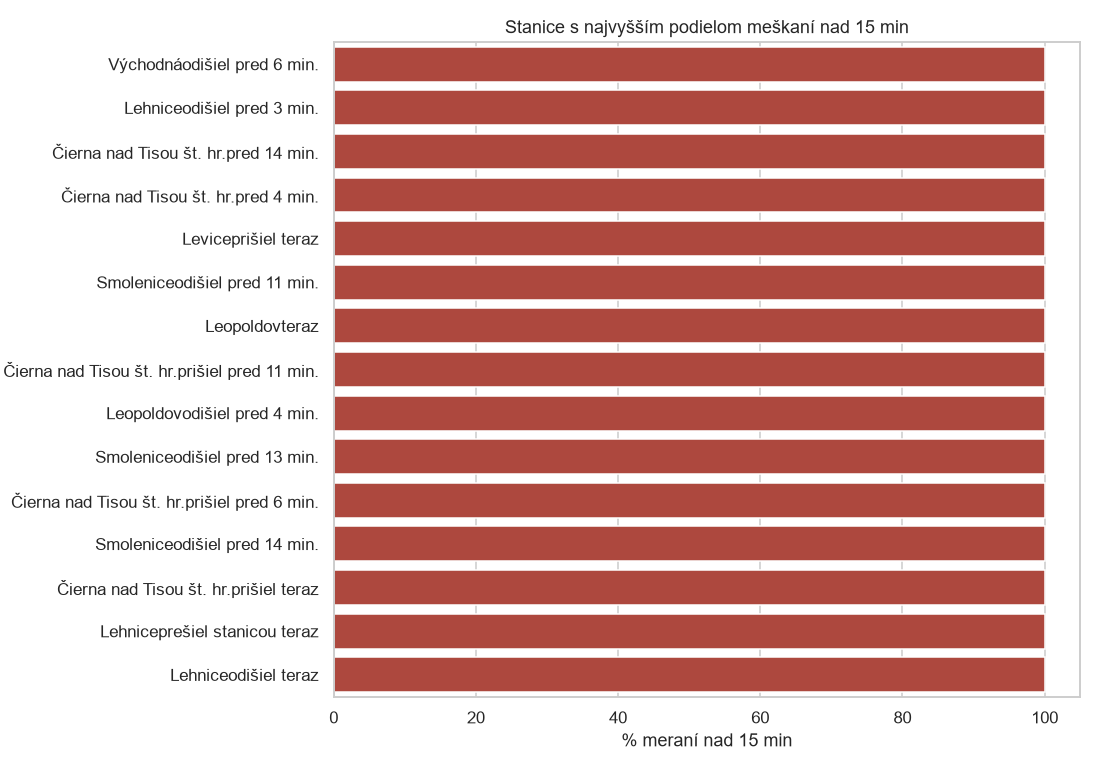 Stanice s najvyšším podielom meškaní nad 15 min
Východnáodišiel pred 6 min.
Lehniceodišiel pred 3 min.
Čierna nad Tisou št. hr.pred 14 min.
Čierna nad Tisou št. hr.pred 4 min.
Leviceprišiel teraz
Smoleniceodišiel pred 11 min.
Leopoldovteraz
Čierna nad Tisou št. hr.prišiel pred 11 min.
Leopoldovodišiel pred 4 min.
Smoleniceodišiel pred 13 min.
Čierna nad Tisou št. hr.prišiel pred 6 min.
Smoleniceodišiel pred 14 min.
Čierna nad Tisou št. hr.prišiel teraz
Lehniceprešiel stanicou teraz
Lehniceodišiel teraz
0 20 40 60 80 100
% meraní nad 15 min